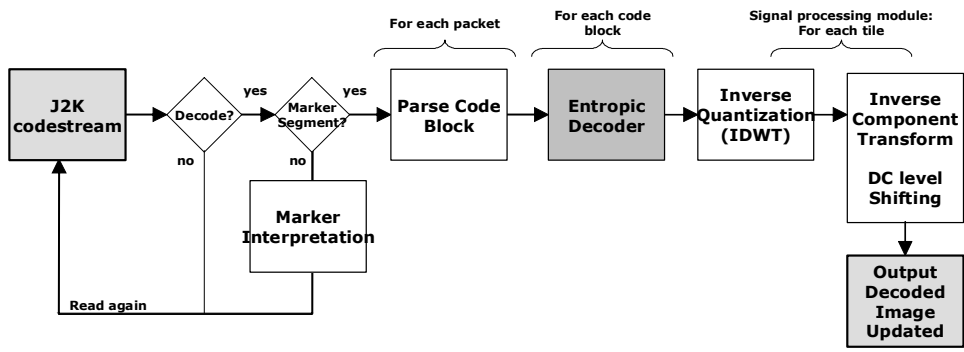 For each packet
For each code
block
Signal processing module:
For each tile
J2K
codestream
Decode?
yes
no
Marker
Segment?
yes
no
Marker
Interpretation
Parse Code
Block
Entropic
Decoder
Inverse
Quantization
(IDWT)
Inverse
Component
Transform
DC level
Shifting
Output
Decoded
Image
Updated
Read again